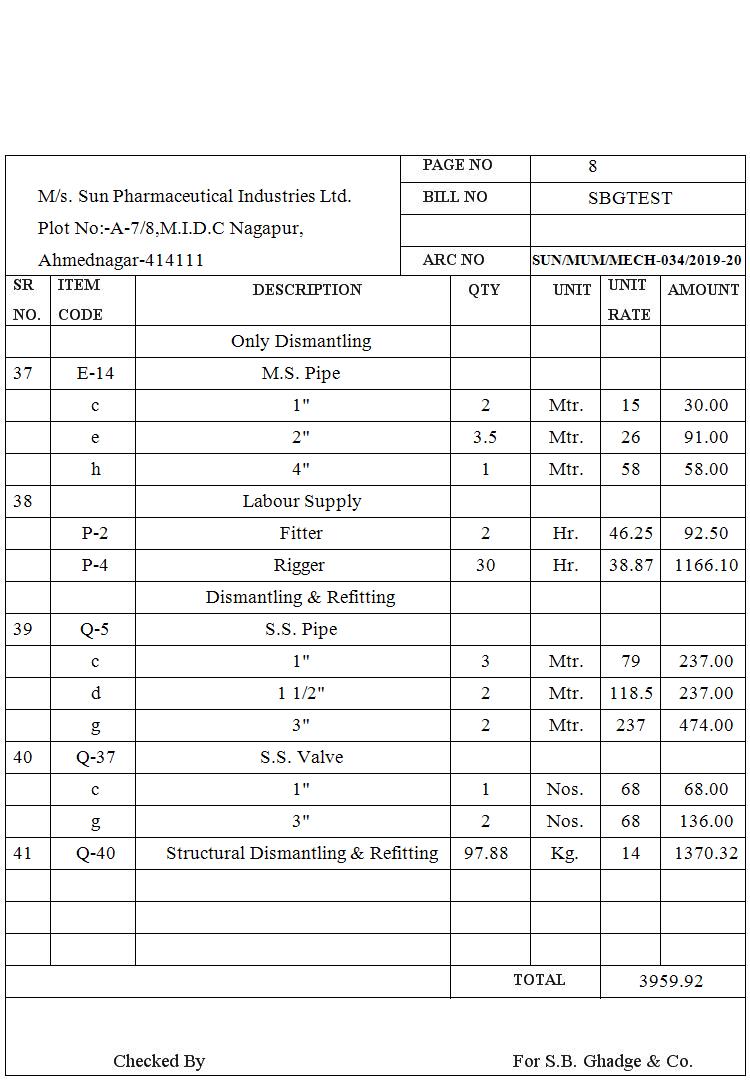 PAGE NO 8
M/s. Sun Pharmaceutical Industries Ltd. BILL NO SBGTEST
Plot No:-A-7/8,M.I.D.C Nagapur,
Ahmednagar-414111 ARC NO SUN/MUM/MECH-034/2019-20
SR NO. ITEM CODE DESCRIPTION QTY UNIT UNIT RATE AMOUNT
Only Dismantling
37 E-14 M.S. Pipe
c 1" 2 Mtr. 15 30.00
e 2" 3.5 Mtr. 26 91.00
h 4" 1 Mtr. 58 58.00
38 Labour Supply
P-2 Fitter 2 Hr. 46.25 92.50
P-4 Rigger 30 Hr. 38.87 1166.10
Dismantling & Refitting
39 Q-5 S.S. Pipe
c 1" 3 Mtr. 79 237.00
d 1 1/2" 2 Mtr. 118.5 237.00
g 3" 2 Mtr. 237 474.00
40 Q-37 S.S. Valve
c 1" 1 Nos. 68 68.00
g 3" 2 Nos. 68 136.00
41 Q-40 Structural Dismantling & Refitting 97.88 Kg. 14 1370.32
TOTAL 3959.92
Checked By For S.B. Ghadge & Co.